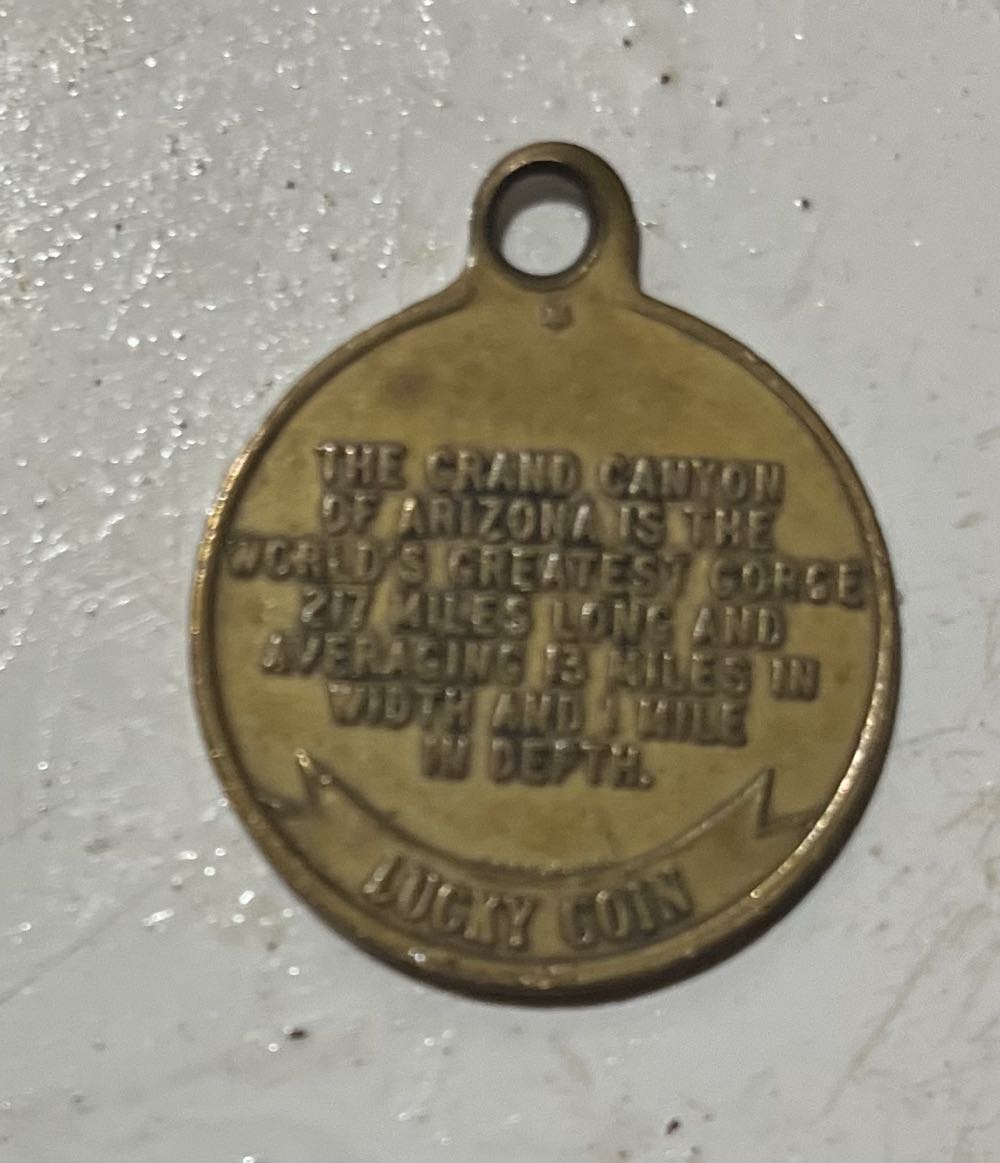 THE GRAND CANYON
OF ARIZONA IS THE
WORLD'S GREATEST GORGE
217 MILES LONG AND
AVERAGING 13 MILES IN
WIDTH AND 1 MILE
IN DEPTH.
LUCKY COIN